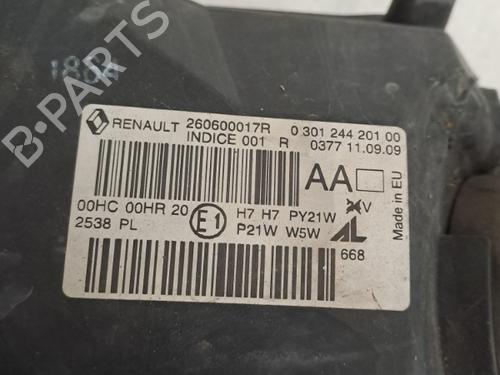 B-PARTS
RENAULT 260600017R 0 301 244 201 00
INDICE 001 R 0377 11.09.09
AA
Made in EU
00HC 00HR 20 E1 H7 H7 PY21W V
2538 PL P21W W5W AL
668